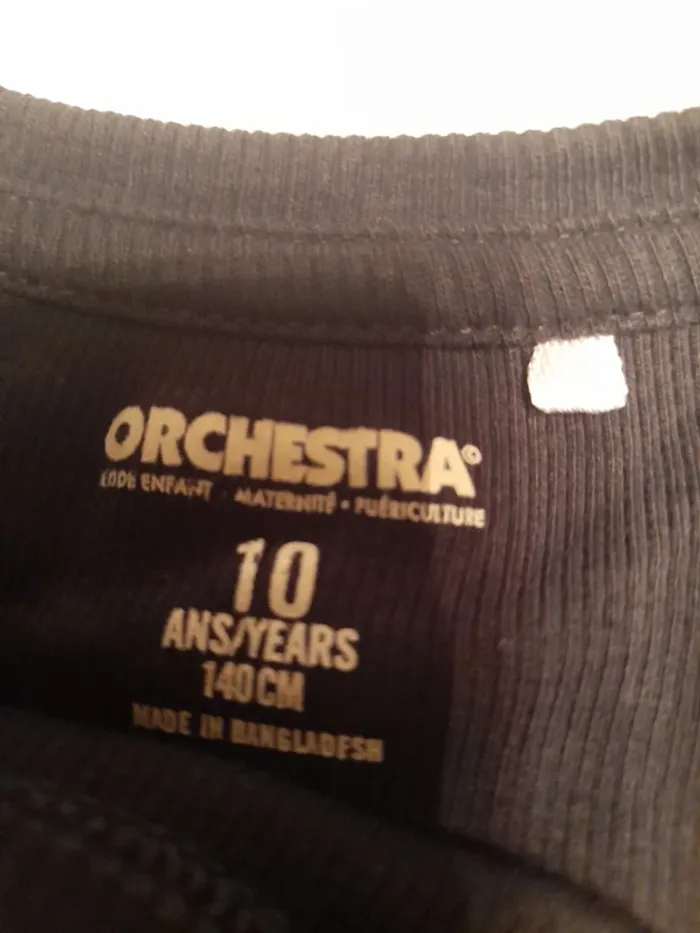 ORCHESTRA©
MODE ENFANT • MATERNITÉ • PUÉRICULTURE
10
ANS/YEARS
140CM
MADE IN BANGLADESH